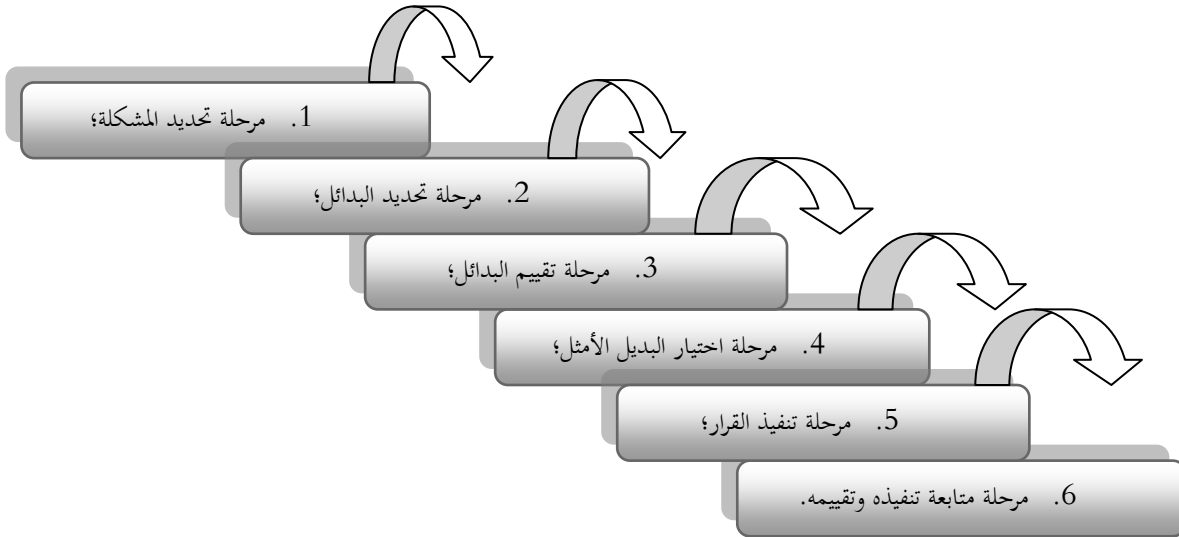 1. مرحلة تحديد المشكلة؛
2. مرحلة تحديد البدائل؛
3. مرحلة تقييم البدائل؛
4. مرحلة اختيار البديل الأمثل؛
5. مرحلة تنفيذ القرار؛
6. مرحلة متابعة تنفيذه وتقييمه.